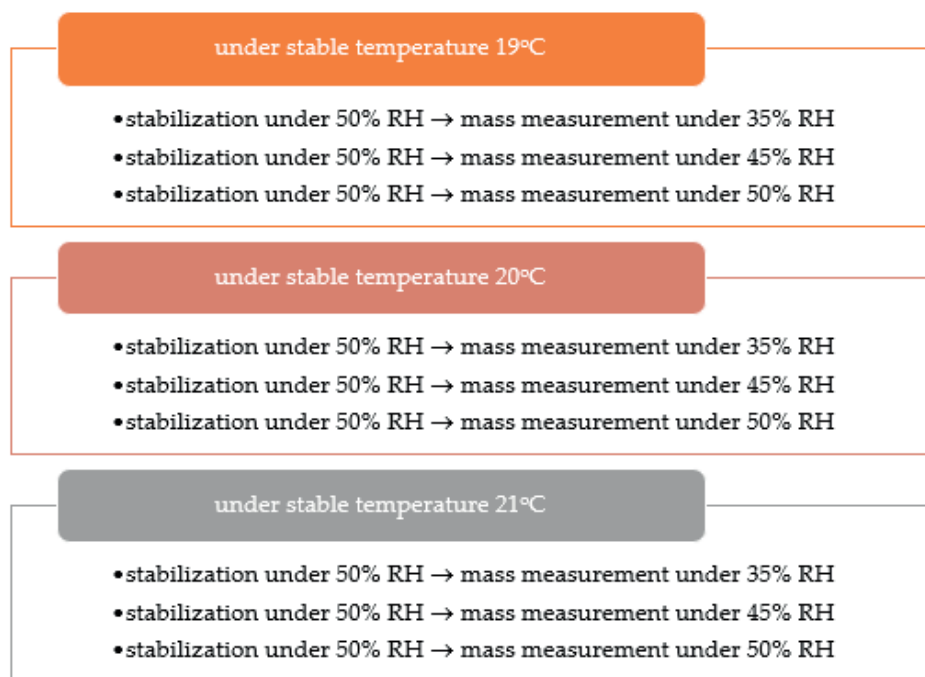 under stable temperature 19°C
•stabilization under 50% RH → mass measurement under 35% RH
•stabilization under 50% RH → mass measurement under 45% RH
•stabilization under 50% RH → mass measurement under 50% RH
under stable temperature 20°C
•stabilization under 50% RH → mass measurement under 35% RH
•stabilization under 50% RH → mass measurement under 45% RH
•stabilization under 50% RH → mass measurement under 50% RH
under stable temperature 21°C
•stabilization under 50% RH → mass measurement under 35% RH
•stabilization under 50% RH → mass measurement under 45% RH
•stabilization under 50% RH → mass measurement under 50% RH